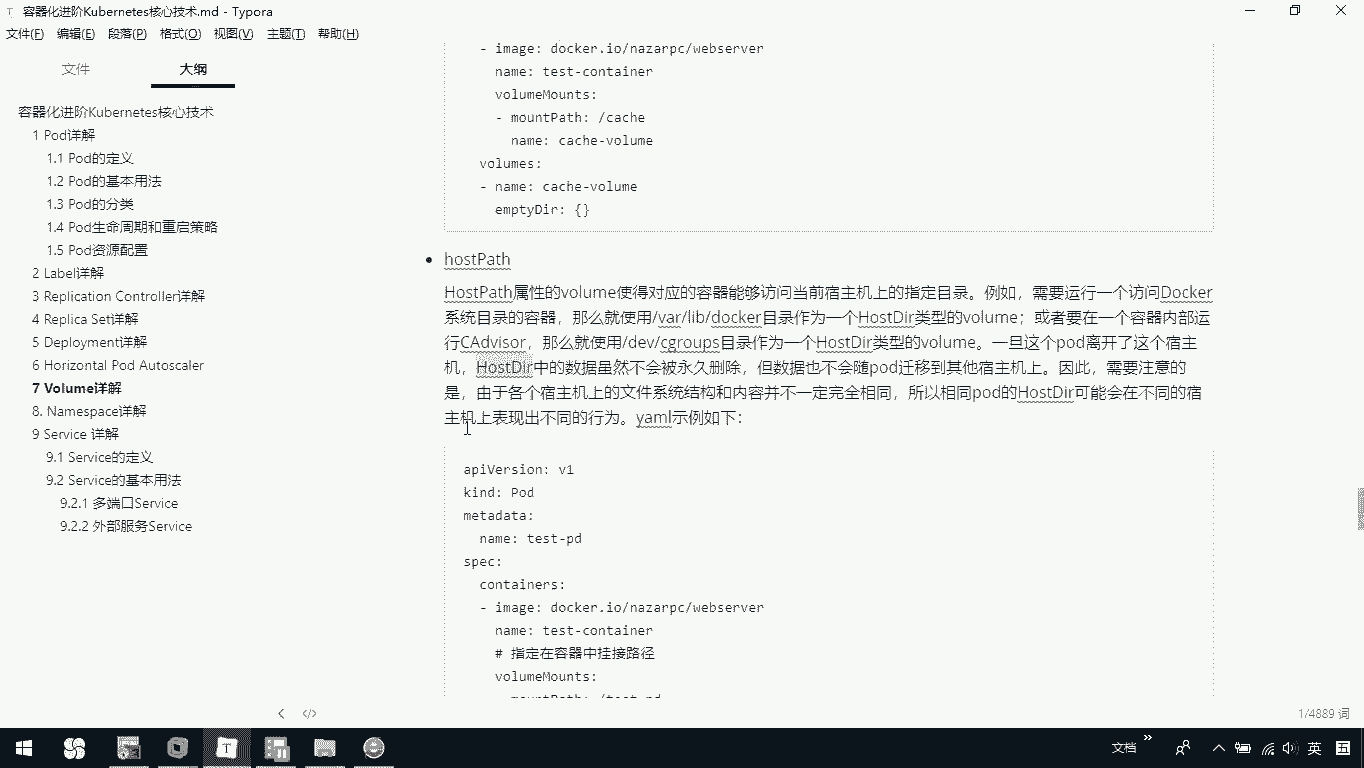 容器化进阶Kubernetes核心技术.md - Typora
文件(F) 编辑(E) 段落(P) 格式(O) 视图(V) 主题(T) 帮助(H)
文件 大纲
容器化进阶Kubernetes核心技术
1 Pod详解
1.1 Pod的定义
1.2 Pod的基本用法
1.3 Pod的分类
1.4 Pod生命周期和重启策略
1.5 Pod资源配置
2 Label详解
3 Replication Controller详解
4 Replica Set详解
5 Deployment详解
6 Horizontal Pod Autoscaler
7 Volume详解
8. Namespace详解
9 Service 详解
9.1 Service的定义
9.2 Service的基本用法
9.2.1 多端口Service
9.2.2 外部服务Service
- image: docker.io/nazarpc/webserver
name: test-container
volumeMounts:
- mountPath: /cache
name: cache-volume
volumes:
- name: cache-volume
emptyDir: {}
hostPath
HostPath属性的volume使得对应的容器能够访问当前宿主机上的指定目录。例如，需要运行一个访问Docker
系统目录的容器，那么就使用/var/lib/docker目录作为一个HostDir类型的volume；或者要在一个容器内部运
行CAdvisor，那么就使用/dev/cgroups目录作为一个HostDir类型的volume。一旦这个pod离开了这个宿主
机，HostDir中的数据虽然不会被永久删除，但数据也不会随pod迁移到其他宿主机上。因此，需要注意的
是，由于各个宿主机上的文件系统结构和内容并不一定完全相同，所以相同pod的HostDir可能会在不同的宿
主机上表现出不同的行为。yaml示例如下：
apiVersion: v1
kind: Pod
metadata:
name: test-pd
spec:
containers:
- image: docker.io/nazarpc/webserver
name: test-container
# 指定在容器中挂接路径
volumeMounts:
- mountPath: /test-pd
1/4889 词
文档 英 五